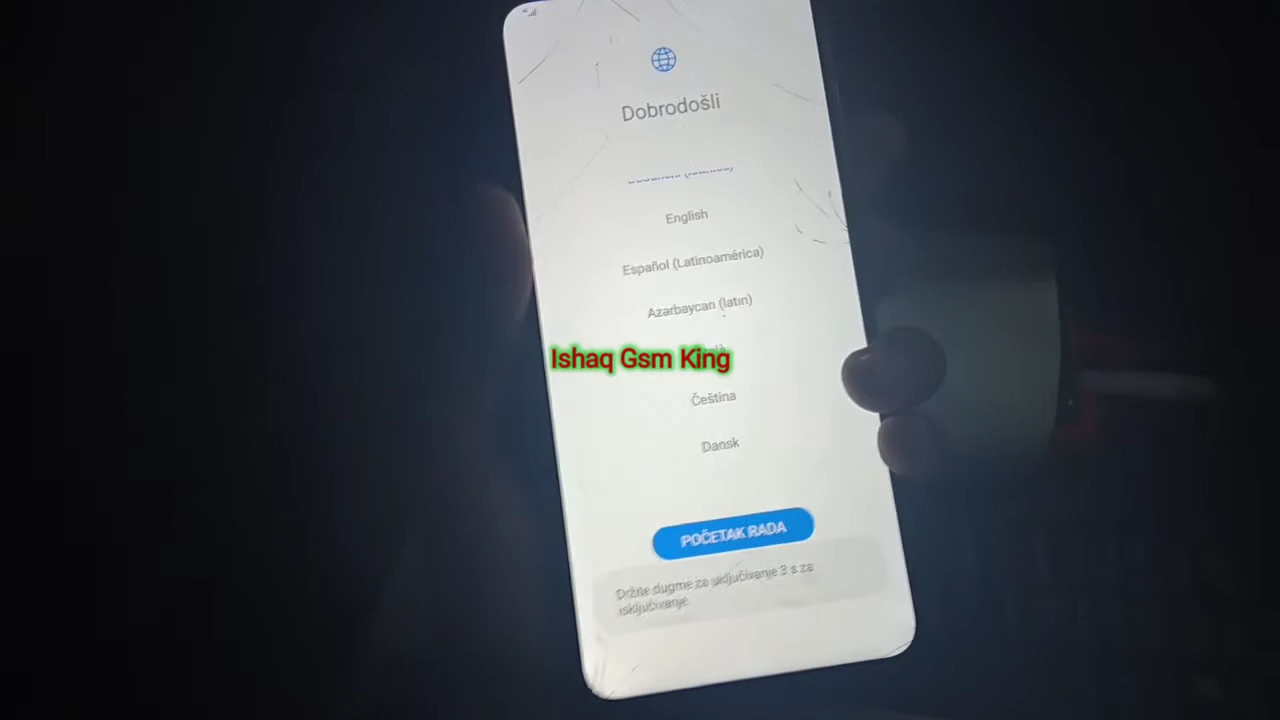 Dobrodošli
English
Español (Latinoamérica)
Azərbaycan (latın)
Ishaq Gsm King
Čeština
Dansk
POČETAK RADA
Držite dugme za uključivanje 3 s za
isključivanje.